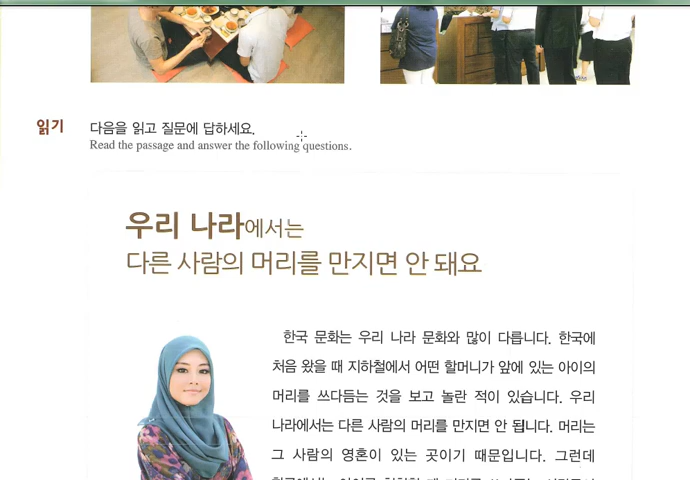 읽기
다음을 읽고 질문에 답하세요.
Read the passage and answer the following questions.
우리 나라에서는
다른 사람의 머리를 만지면 안 돼요
한국 문화는 우리 나라 문화와 많이 다릅니다. 한국에
처음 왔을 때 지하철에서 어떤 할머니가 앞에 있는 아이의
머리를 쓰다듬는 것을 보고 놀란 적이 있습니다. 우리
나라에서는 다른 사람의 머리를 만지면 안 됩니다. 머리는
그 사람의 영혼이 있는 곳이기 때문입니다. 그런데